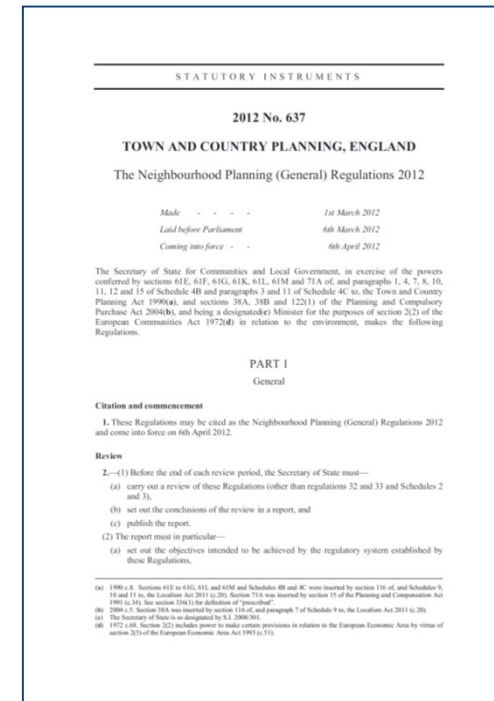 STATUTORY INSTRUMENTS
2012 No. 637
TOWN AND COUNTRY PLANNING, ENGLAND
The Neighbourhood Planning (General) Regulations 2012
Made - - - - 1st March 2012
Laid before Parliament 6th March 2012
Coming into force - - 6th April 2012
The Secretary of State for Communities and Local Government, in exercise of the powers
conferred by sections 61E, 61F, 61G, 61K, 61L, 61M and 71A of, and paragraphs 1, 4, 7, 8, 10,
11, 12 and 15 of Schedule 4B and paragraphs 3 and 11 of Schedule 4C to, the Town and Country
Planning Act 1990(a), and sections 38A, 38B and 122(1) of the Planning and Compulsory
Purchase Act 2004(b), and being a designated(c) Minister for the purposes of section 2(2) of the
European Communities Act 1972(d) in relation to the environment, makes the following
Regulations.
PART 1
General
Citation and commencement
1. These Regulations may be cited as the Neighbourhood Planning (General) Regulations 2012
and come into force on 6th April 2012.
Review
2.—(1) Before the end of each review period, the Secretary of State must—
(a) carry out a review of these Regulations (other than regulations 32 and 33 and Schedules 2
and 3),
(b) set out the conclusions of the review in a report, and
(c) publish the report.
(2) The report must in particular—
(a) set out the objectives intended to be achieved by the regulatory system established by
these Regulations,
(a) 1990 c.8. Sections 61E to 61G, 61L and 61M and Schedules 4B and 4C were inserted by section 116 of, and Schedules 9,
10 and 11 to, the Localism Act 2011 (c.20). Section 71A was inserted by section 15 of the Planning and Compensation Act
1991 (c.34). See section 336(1) for definition of "prescribed".
(b) 2004 c.5. Section 38A was inserted by section 116 of, and paragraph 7 of Schedule 9 to, the Localism Act 2011 (c.20).
(c) The Secretary of State is so designated by S.I. 2008/301.
(d) 1972 c.68. Section 2(2) includes power to make certain provisions in relation to the European Economic Area by virtue of
section 2(5) of the European Economic Area Act 1993 (c.51).